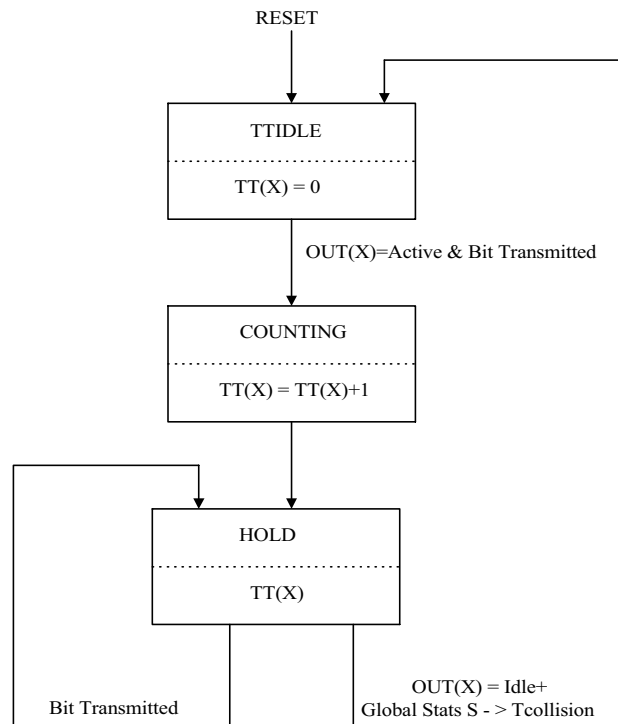 RESET
TTIDLE
TT(X) = 0
OUT(X)=Active & Bit Transmitted
COUNTING
TT(X) = TT(X)+1
HOLD
TT(X)
Bit Transmitted
OUT(X) = Idle+
Global Stats S - > Tcollision